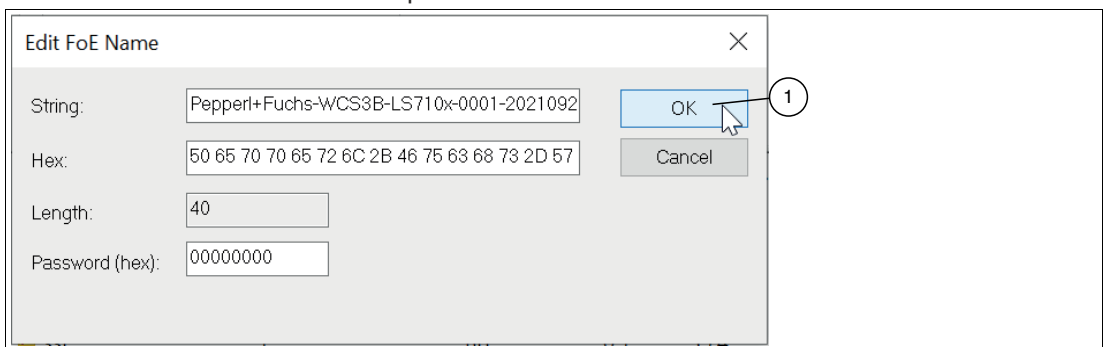 Edit FoE Name
String: Pepperl+Fuchs-WCS3B-LS710x-0001-2021092 OK 1
Hex: 50 65 70 70 65 72 6C 2B 46 75 63 68 73 2D 57 Cancel
Length: 40
Password (hex): 00000000